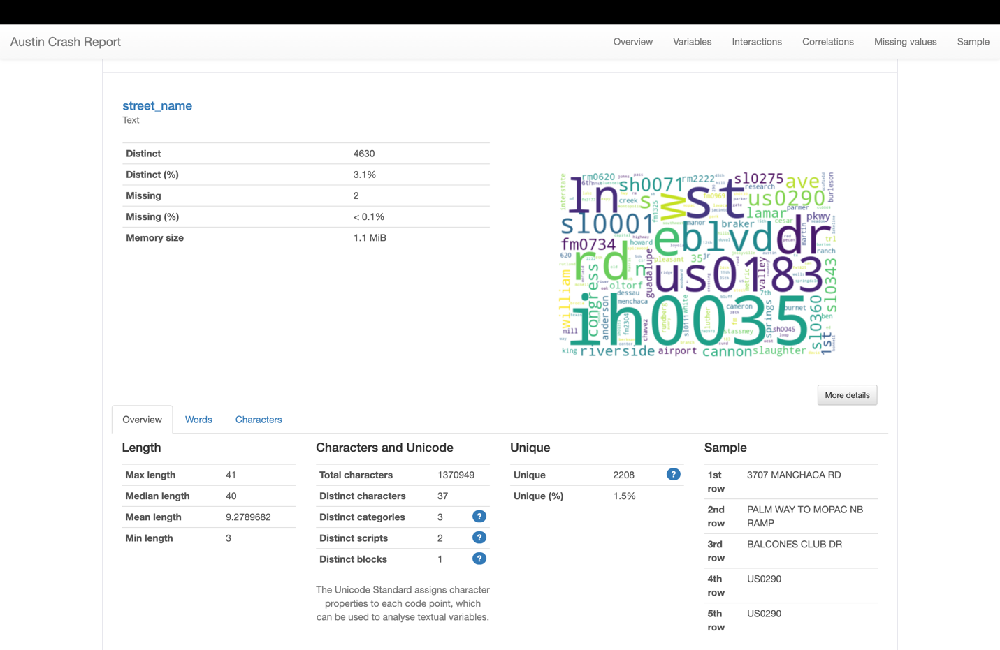 Austin Crash Report
Overview Variables Interactions Correlations Missing values Sample
street_name
Text
Distinct 4630
Distinct (%) 3.1%
Missing 2
Missing (%) < 0.1%
Memory size 1.1 MiB
interstate rm0620 6th sh0071 rm2222 sl0275 ave burleson
ln creek s w st research us0290
sl0001 fm1325 manor braker lamar parmer cesar pkwy
fm0734 howard e blvd dr martin trl ranch
620 rd n guadalupe pleasant 35 jr us0183 valley sl0343
william congress oltorf metric
dessau menchaca 7th
anderson ih0035 cameron springs burnet sl0360 ben
mill fm2304 chavez rundberg sl0111 white luther fm stassney sh0045 loop 1st
king riverside airport cannon slaughter
More details
Overview Words Characters
Length
Max length 41
Median length 40
Mean length 9.2789682
Min length 3
Characters and Unicode
Total characters 1370949
Distinct characters 37
Distinct categories 3 ?
Distinct scripts 2 ?
Distinct blocks 1 ?
The Unicode Standard assigns character
properties to each code point, which
can be used to analyse textual variables.
Unique
Unique 2208 ?
Unique (%) 1.5%
Sample
1st row 3707 MANCHACA RD
2nd row PALM WAY TO MOPAC NB
RAMP
3rd row BALCONES CLUB DR
4th row US0290
5th row US0290